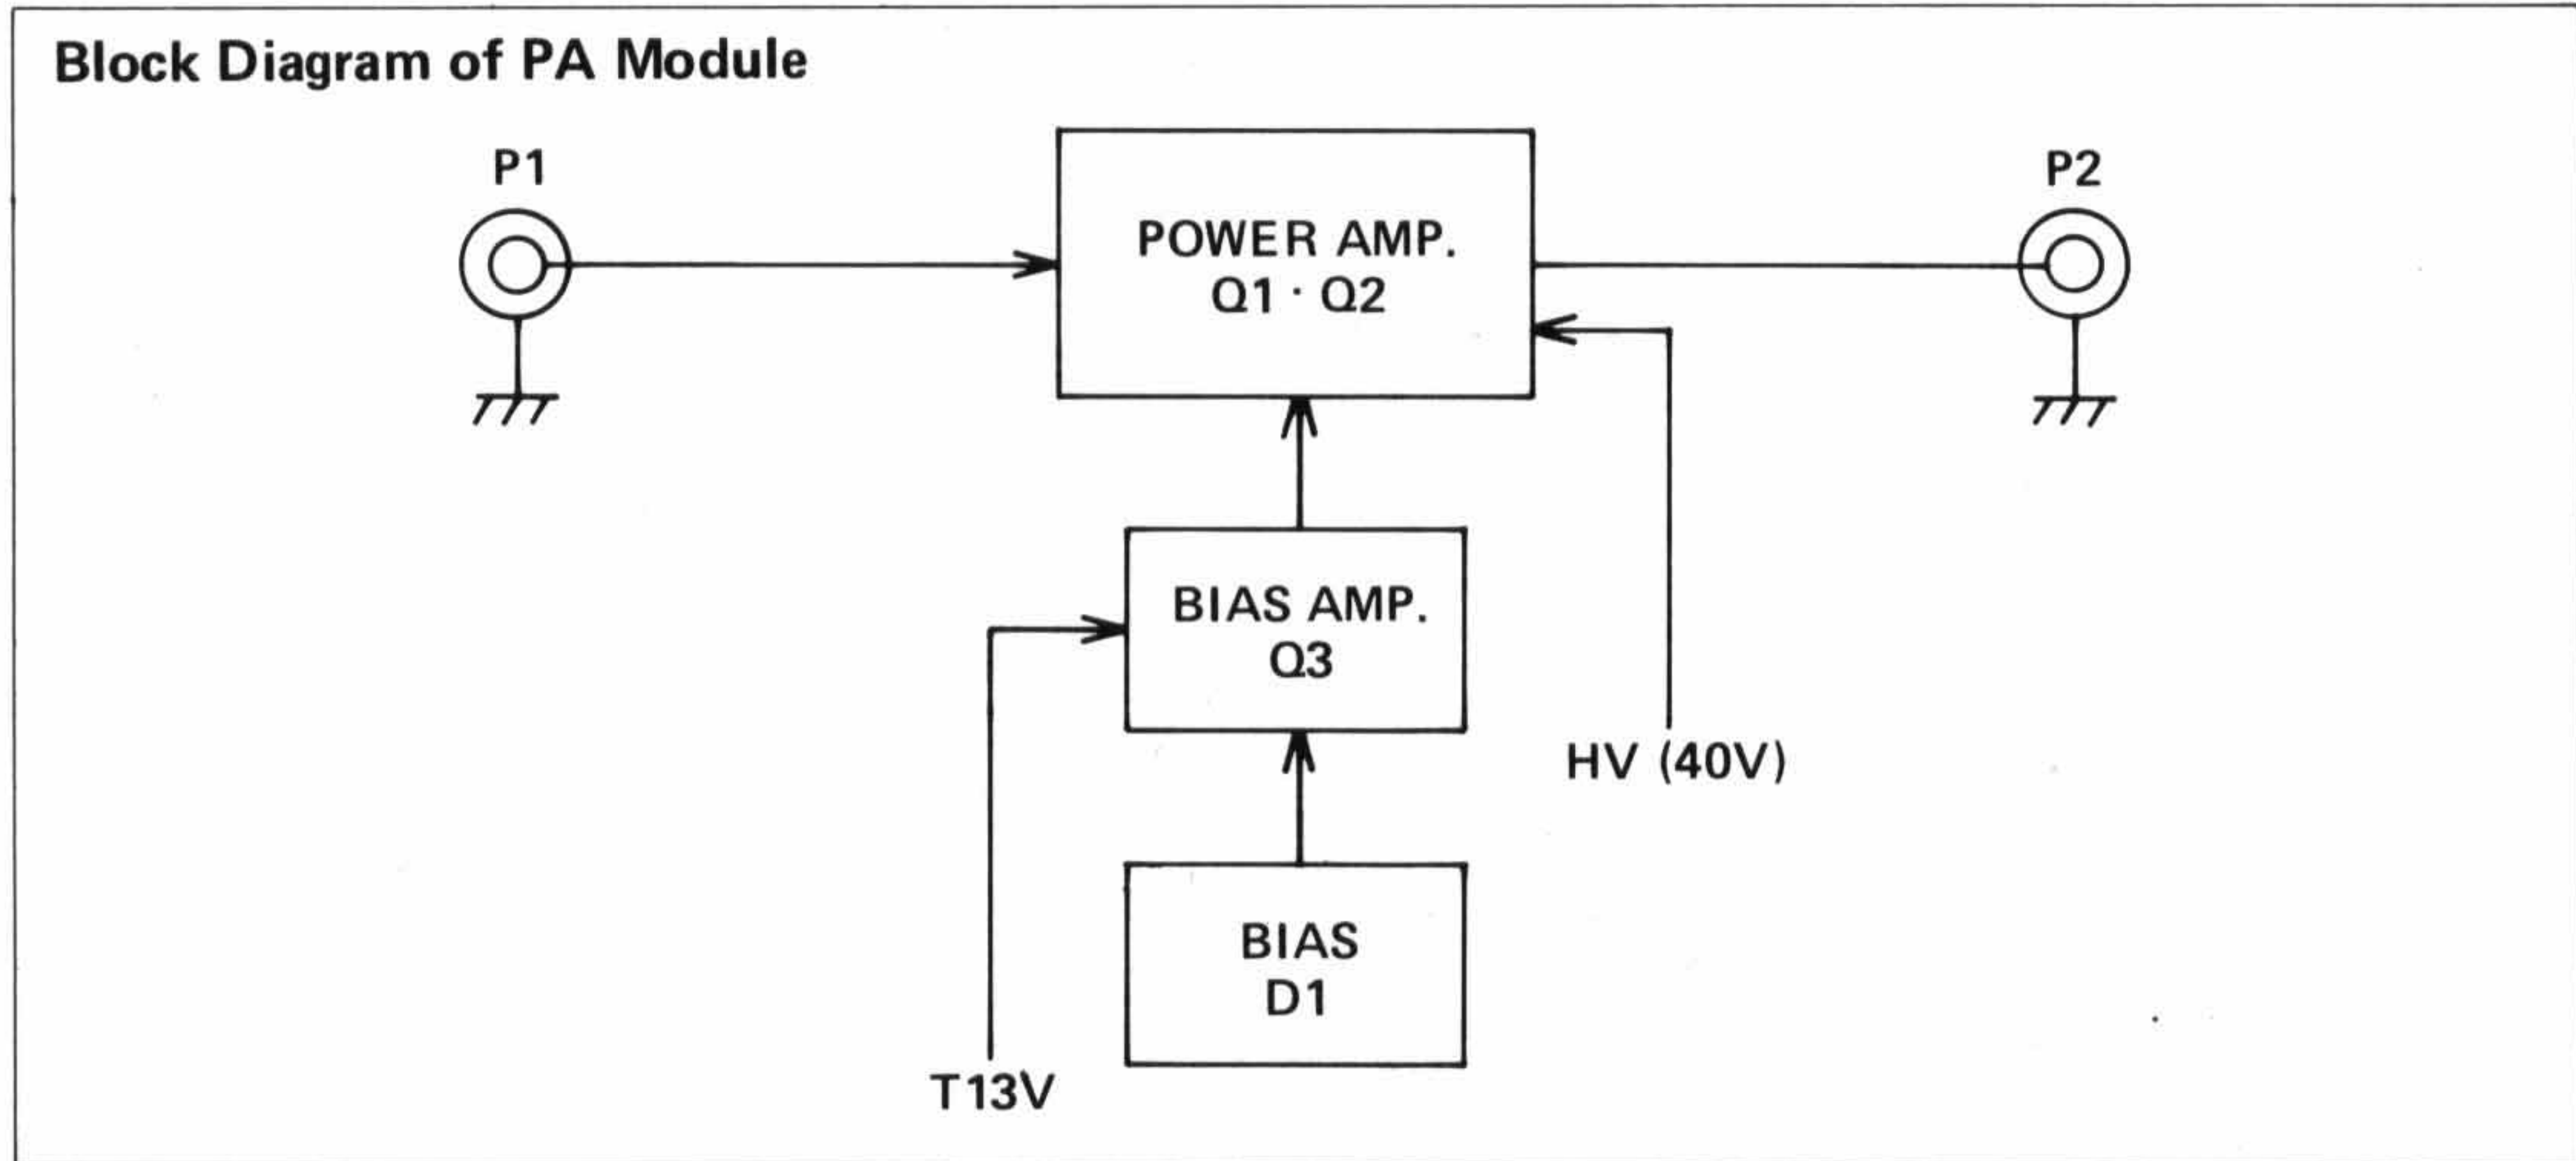 Block Diagram of PA Module
P1
P2
POWER AMP.
Q1 · Q2
BIAS AMP.
Q3
HV (40V)
BIAS
D1
T13V